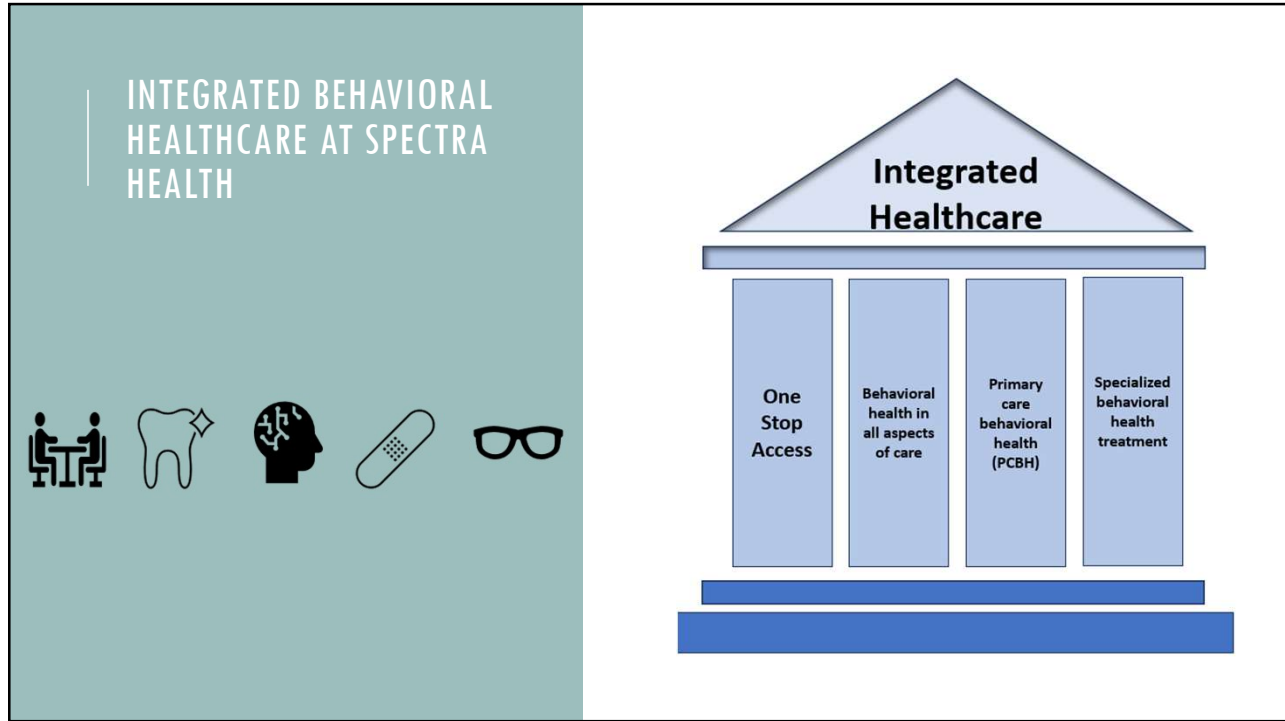 INTEGRATED BEHAVIORAL
HEALTHCARE AT SPECTRA
HEALTH
Integrated
Healthcare
One
Stop
Access
Behavioral
health in
all aspects
of care
Primary
care
behavioral
health
(PCBH)
Specialized
behavioral
health
treatment